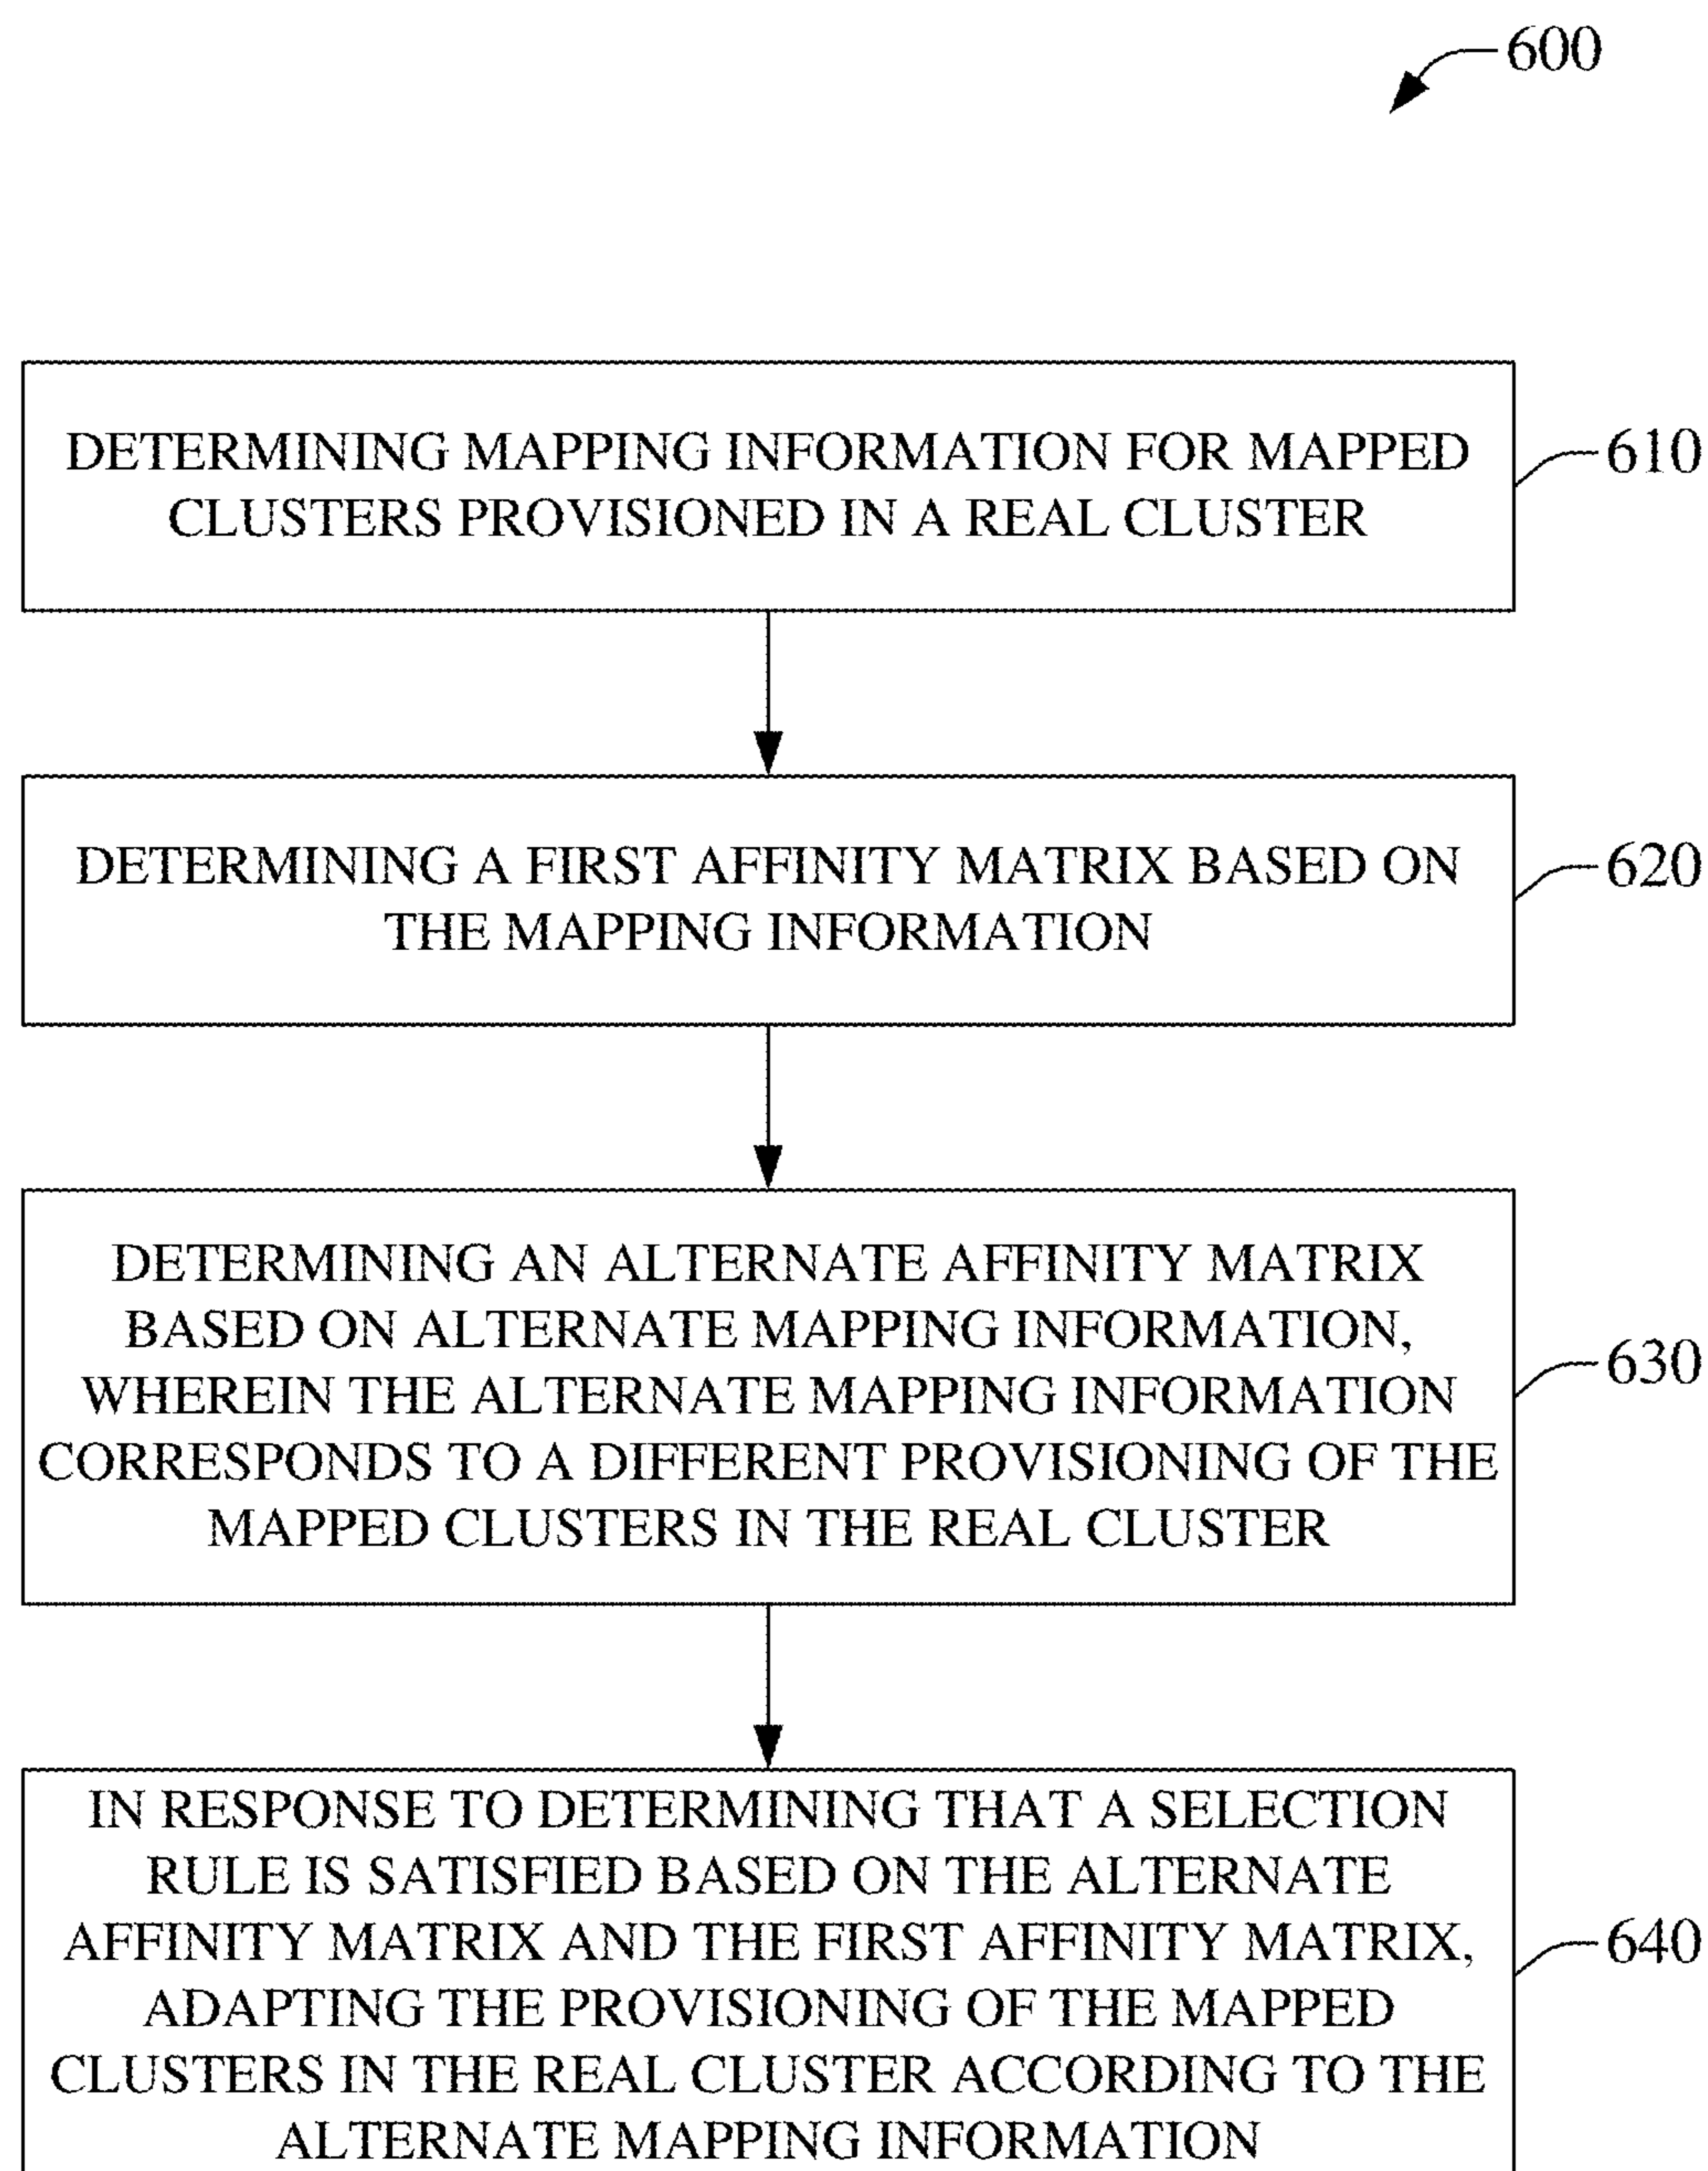 600
DETERMINING MAPPING INFORMATION FOR MAPPED
CLUSTERS PROVISIONED IN A REAL CLUSTER
610
DETERMINING A FIRST AFFINITY MATRIX BASED ON
THE MAPPING INFORMATION
620
DETERMINING AN ALTERNATE AFFINITY MATRIX
BASED ON ALTERNATE MAPPING INFORMATION,
WHEREIN THE ALTERNATE MAPPING INFORMATION
CORRESPONDS TO A DIFFERENT PROVISIONING OF THE
MAPPED CLUSTERS IN THE REAL CLUSTER
630
IN RESPONSE TO DETERMINING THAT A SELECTION
RULE IS SATISFIED BASED ON THE ALTERNATE
AFFINITY MATRIX AND THE FIRST AFFINITY MATRIX,
ADAPTING THE PROVISIONING OF THE MAPPED
CLUSTERS IN THE REAL CLUSTER ACCORDING TO THE
ALTERNATE MAPPING INFORMATION
640